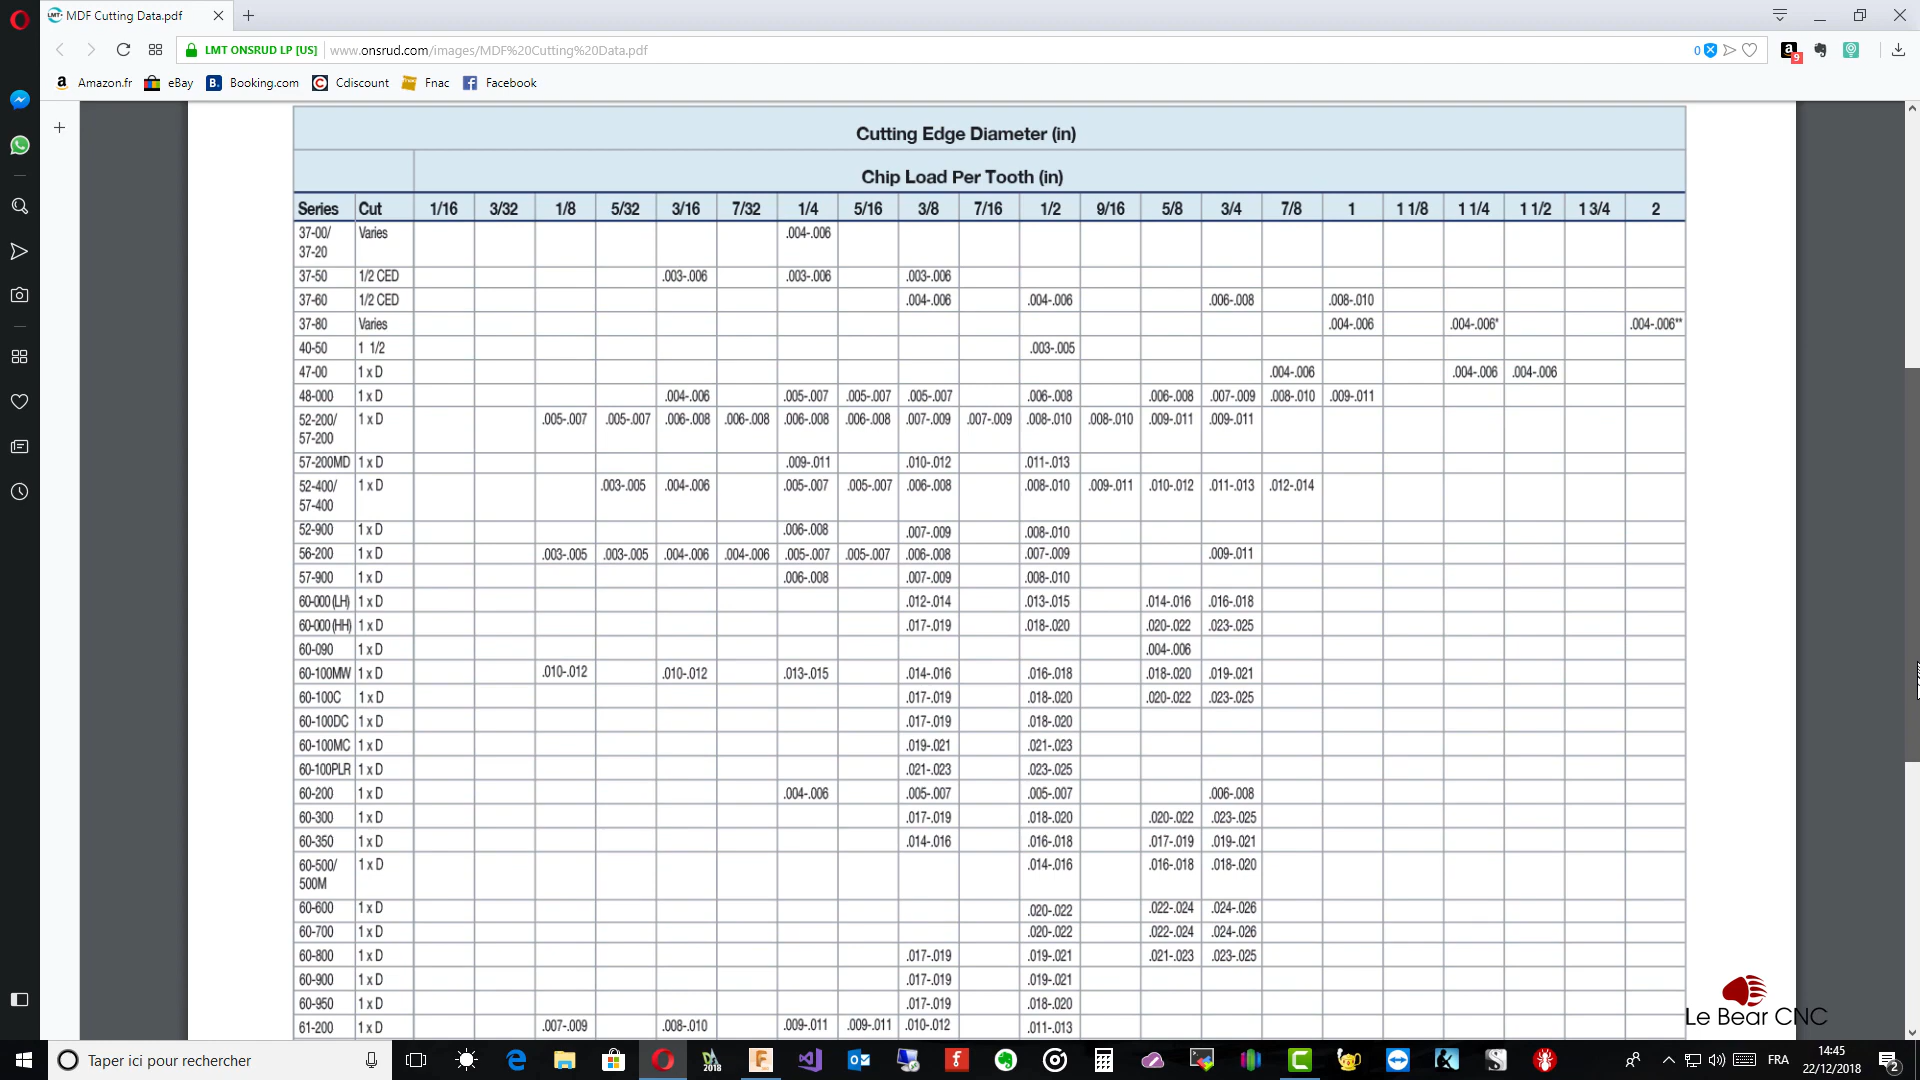 MDF Cutting Data.pdf
LMT ONSRUD LP [US]
www.onsrud.com/images/MDF%20Cutting%20Data.pdf
0
9
Amazon.fr eBay Booking.com Cdiscount Fnac Facebook
Cutting Edge Diameter (in)
Chip Load Per Tooth (in)
Series Cut 1/16 3/32 1/8 5/32 3/16 7/32 1/4 5/16 3/8 7/16 1/2 9/16 5/8 3/4 7/8 1 1 1/8 1 1/4 1 1/2 1 3/4 2
37-00/ Varies .004-.006
37-20
37-50 1/2 CED .003-.006 .003-.006 .003-.006
37-60 1/2 CED .004-.006 .004-.006 .006-.008 .008-.010
37-80 Varies .004-.006 .004-.006* .004-.006**
40-50 1 1/2 .003-.005
47-00 1 x D .004-.006 .004-.006 .004-.006
48-000 1 x D .004-.006 .005-.007 .005-.007 .005-.007 .006-.008 .006-.008 .007-.009 .008-.010 .009-.011
52-200/ 1 x D .005-.007 .005-.007 .006-.008 .006-.008 .006-.008 .006-.008 .007-.009 .007-.009 .008-.010 .008-.010 .009-.011 .009-.011
57-200
57-200MD 1 x D .009-.011 .010-.012 .011-.013
52-400/ 1 x D .003-.005 .004-.006 .005-.007 .005-.007 .006-.008 .008-.010 .009-.011 .010-.012 .011-.013 .012-.014
57-400
52-900 1 x D .006-.008 .007-.009 .008-.010
56-200 1 x D .003-.005 .003-.005 .004-.006 .004-.006 .005-.007 .005-.007 .006-.008 .007-.009 .009-.011
57-900 1 x D .006-.008 .007-.009 .008-.010
60-000 (LH) 1 x D .012-.014 .013-.015 .014-.016 .016-.018
60-000 (HH) 1 x D .017-.019 .018-.020 .020-.022 .023-.025
60-090 1 x D .004-.006
60-100MW 1 x D .010-.012 .010-.012 .013-.015 .014-.016 .016-.018 .018-.020 .019-.021
60-100C 1 x D .017-.019 .018-.020 .020-.022 .023-.025
60-100DC 1 x D .017-.019 .018-.020
60-100MC 1 x D .019-.021 .021-.023
60-100PLR 1 x D .021-.023 .023-.025
60-200 1 x D .004-.006 .005-.007 .005-.007 .006-.008
60-300 1 x D .017-.019 .018-.020 .020-.022 .023-.025
60-350 1 x D .014-.016 .016-.018 .017-.019 .019-.021
60-500/ 1 x D .014-.016 .016-.018 .018-.020
500M
60-600 1 x D .020-.022 .022-.024 .024-.026
60-700 1 x D .020-.022 .022-.024 .024-.026
60-800 1 x D .017-.019 .019-.021 .021-.023 .023-.025
60-900 1 x D .017-.019 .019-.021
60-950 1 x D .017-.019 .018-.020
61-200 1 x D .007-.009 .008-.010 .009-.011 .009-.011 .010-.012 .011-.013
Le Bear CNC
Taper ici pour rechercher
2018
FRA
14:45
22/12/2018
2